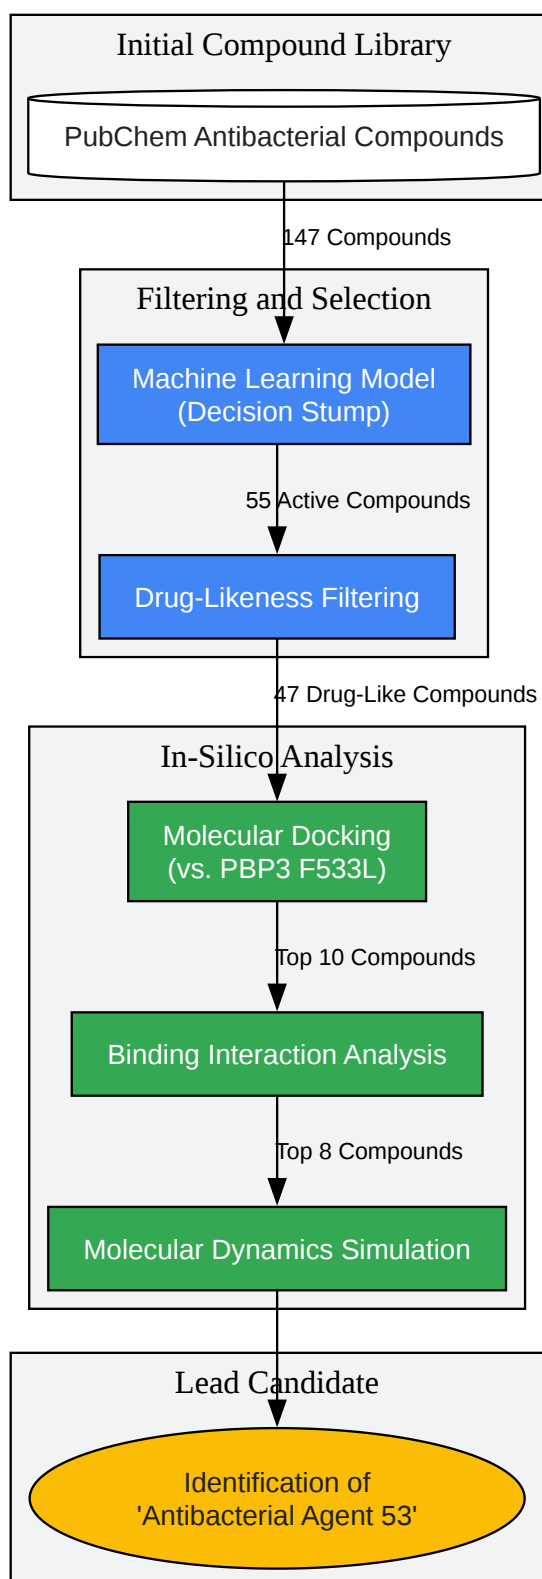 Initial Compound Library
PubChem Antibacterial Compounds
147 Compounds
Filtering and Selection
Machine Learning Model
(Decision Stump)
55 Active Compounds
Drug-Likeness Filtering
47 Drug-Like Compounds
In-Silico Analysis
Molecular Docking
(vs. PBP3 F533L)
Top 10 Compounds
Binding Interaction Analysis
Top 8 Compounds
Molecular Dynamics Simulation
Lead Candidate
Identification of
'Antibacterial Agent 53'